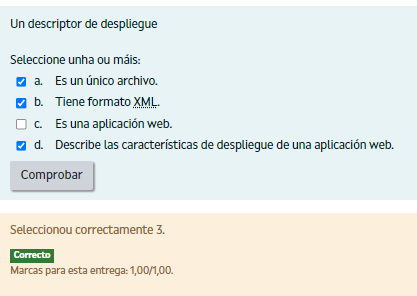 Un descriptor de despliegue
Seleccione unha ou máis:
a. Es un único archivo.
b. Tiene formato XML.
c. Es una aplicación web.
d. Describe las características de despliegue de una aplicación web.
Comprobar
Seleccionou correctamente 3.
Correcto
Marcas para esta entrega: 1,00/1,00.